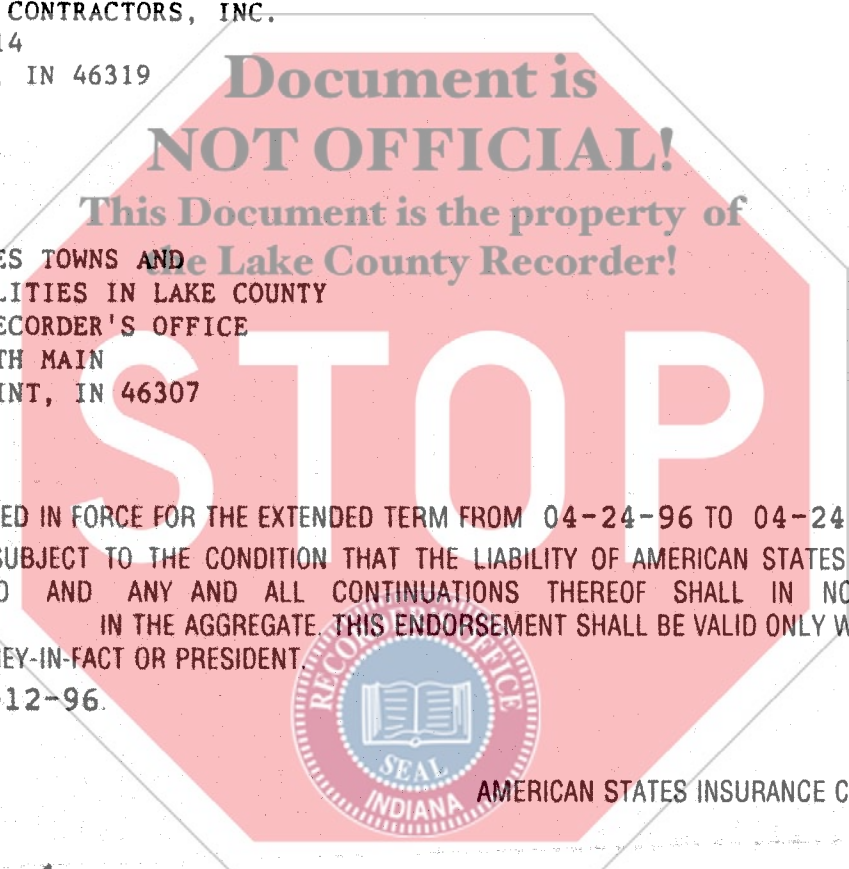 CONTRACTORS, INC.
14
IN 46319
Document is
NOT OFFICIAL!
This Document is the property of
the Lake County Recorder!
ES TOWNS AND
LITIES IN LAKE COUNTY
ECORDER'S OFFICE
TH MAIN
INT, IN 46307
STOP
ED IN FORCE FOR THE EXTENDED TERM FROM 04-24-96 TO 04-24
SUBJECT TO THE CONDITION THAT THE LIABILITY OF AMERICAN STATES
AND ANY AND ALL CONTINUATIONS THEREOF SHALL IN NO
IN THE AGGREGATE. THIS ENDORSEMENT SHALL BE VALID ONLY W
EY-IN-FACT OR PRESIDENT.
-12-96.
RECORDER'S OFFICE
SEAL
INDIANA
AMERICAN STATES INSURANCE C